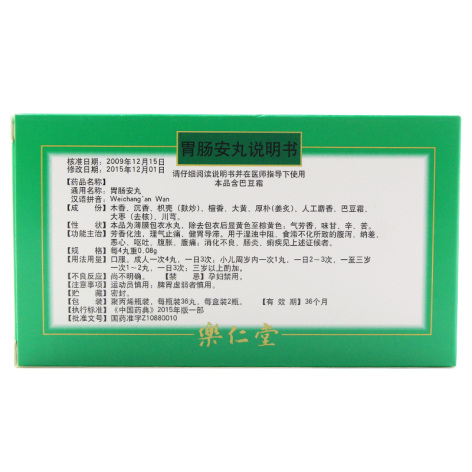 胃肠安丸说明书
核准日期：2009年12月15日
修改日期：2015年12月01日
请仔细阅读说明书并在医师指导下使用
本品含巴豆霜
【药品名称】
通用名称：胃肠安丸
汉语拼音：Weichang'an Wan
【成　份】木香、沉香、枳壳（麸炒）、檀香、大黄、厚朴（姜炙）、人工麝香、巴豆霜、
大枣（去核）、川芎。
【性　状】本品为薄膜包衣水丸，除去包衣后显黄色至棕黄色；气芳香，味甘、辛、苦。
【功能主治】芳香化浊，理气止痛，健胃导滞。用于湿浊中阻、食滞不化所致的腹泻、纳差、
恶心、呕吐、腹胀、腹痛；消化不良、肠炎、痢疾见上述证候者。
【规　格】每4丸重0.08g
【用法用量】口服，成人一次4丸，一日3次；小儿周岁内一次1丸，一日2～3次，一至三岁
一次1～2丸，一日3次；三岁以上酌加。
【不良反应】尚不明确。【禁　忌】孕妇禁用。
【注意事项】运动员慎用；脾胃虚弱者慎用。
【贮　藏】密封。
【包　装】聚丙烯瓶装，每瓶装36丸，每盒装2瓶。【有 效 期】36个月
【执行标准】《中国药典》2015年版一部
【批准文号】国药准字Z10880010
樂仁堂